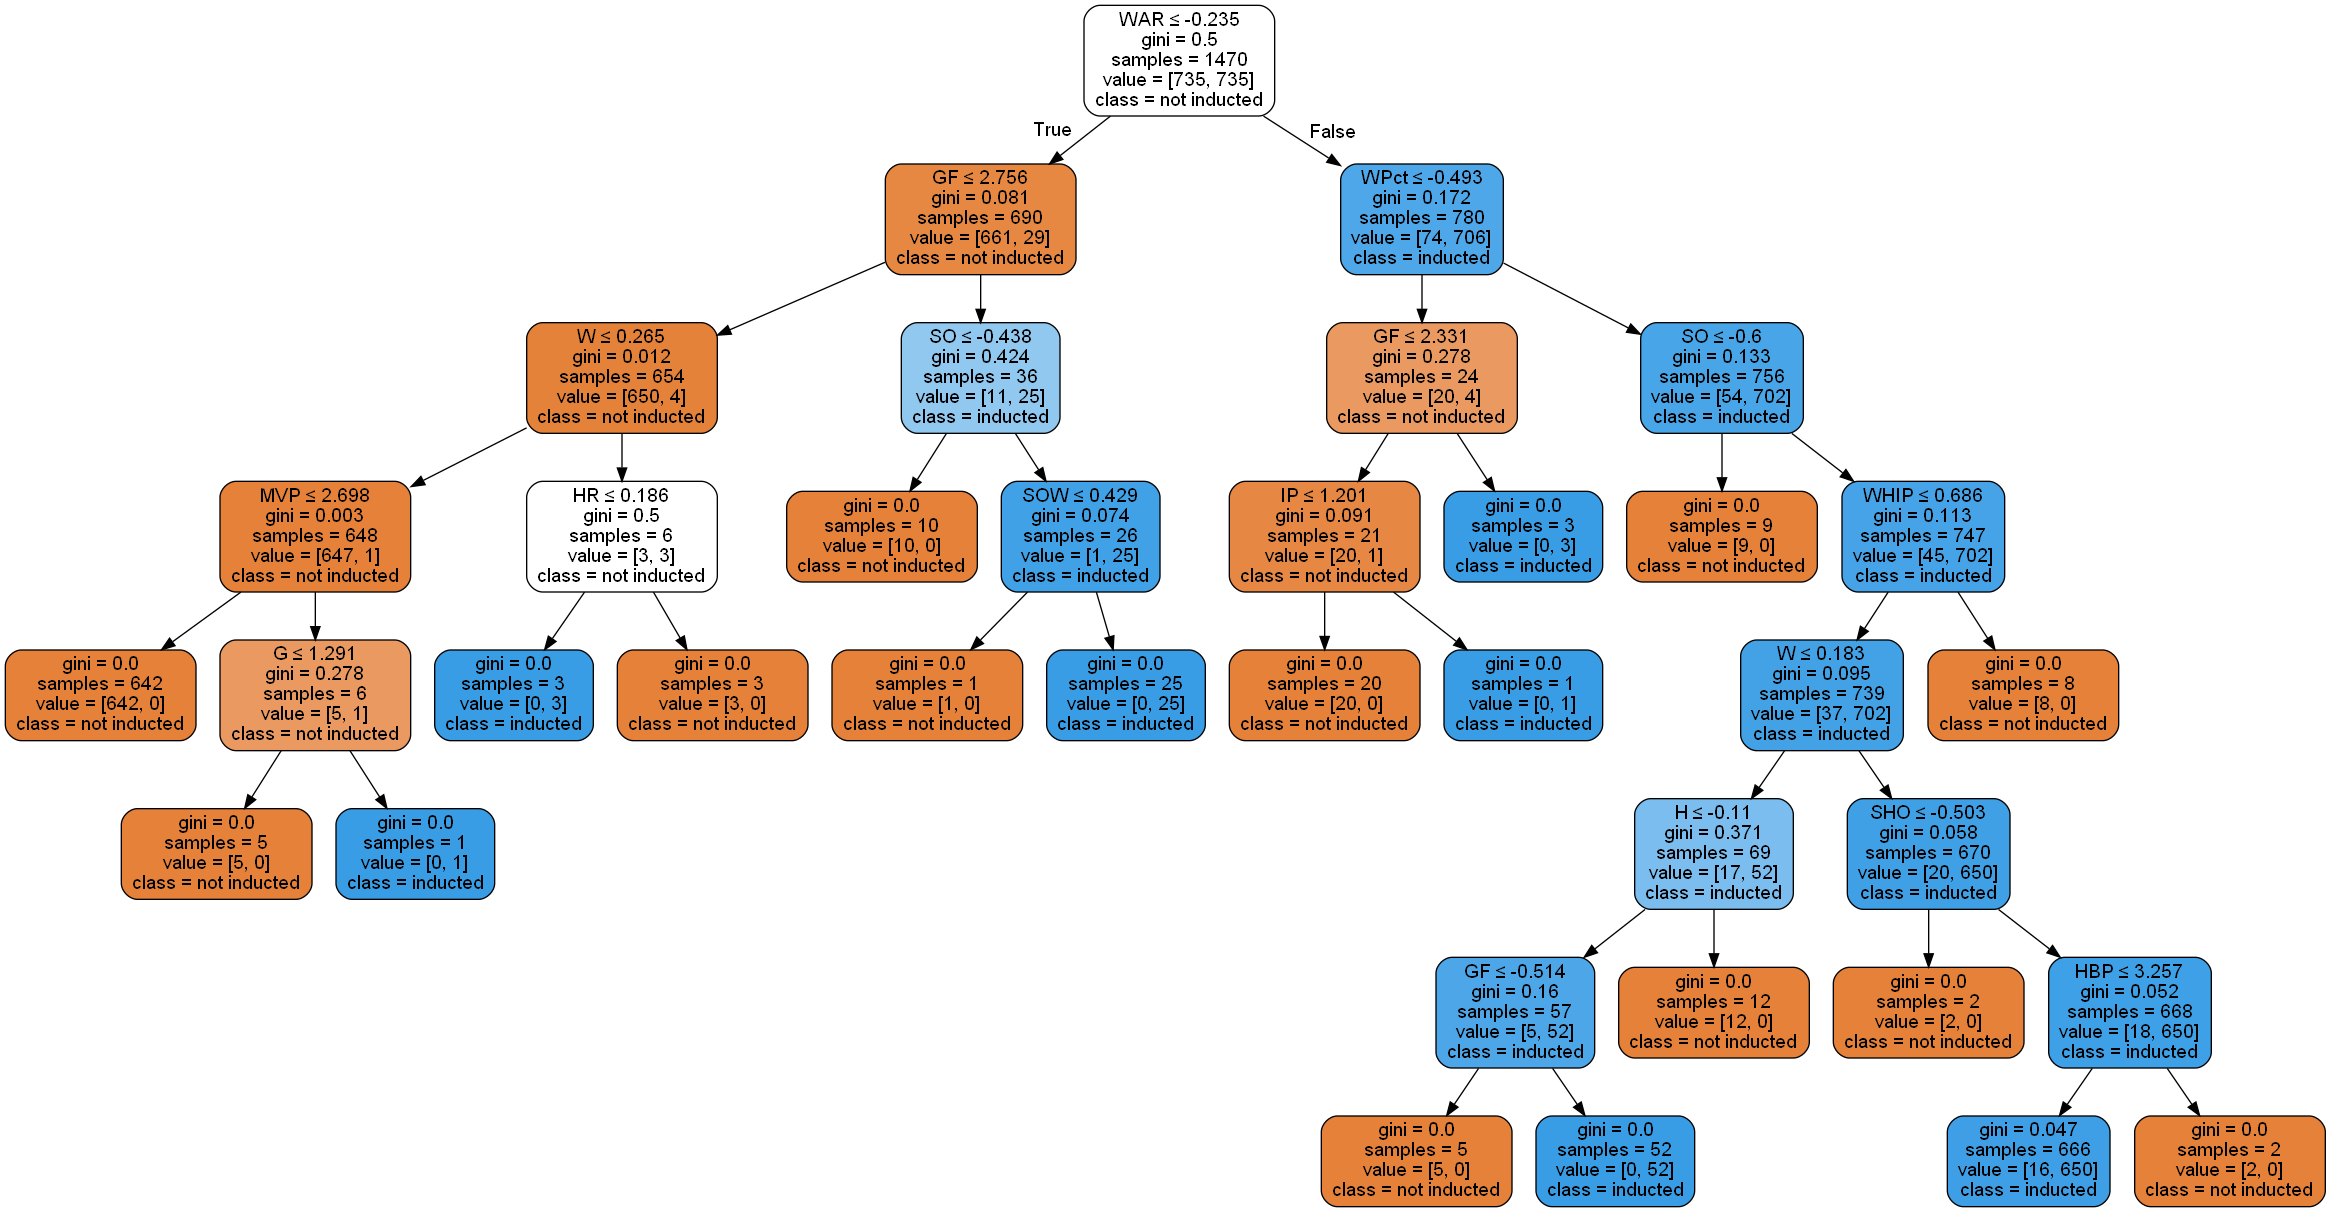 WAR ≤ -0.235
gini = 0.5
samples = 1470
value = [735, 735]
class = not inducted
True
False
GF ≤ 2.756
gini = 0.081
samples = 690
value = [661, 29]
class = not inducted
WPct ≤ -0.493
gini = 0.172
samples = 780
value = [74, 706]
class = inducted
W ≤ 0.265
gini = 0.012
samples = 654
value = [650, 4]
class = not inducted
SO ≤ -0.438
gini = 0.424
samples = 36
value = [11, 25]
class = inducted
GF ≤ 2.331
gini = 0.278
samples = 24
value = [20, 4]
class = not inducted
SO ≤ -0.6
gini = 0.133
samples = 756
value = [54, 702]
class = inducted
MVP ≤ 2.698
gini = 0.003
samples = 648
value = [647, 1]
class = not inducted
HR ≤ 0.186
gini = 0.5
samples = 6
value = [3, 3]
class = not inducted
gini = 0.0
samples = 10
value = [10, 0]
class = not inducted
SOW ≤ 0.429
gini = 0.074
samples = 26
value = [1, 25]
class = inducted
IP ≤ 1.201
gini = 0.091
samples = 21
value = [20, 1]
class = not inducted
gini = 0.0
samples = 3
value = [0, 3]
class = inducted
gini = 0.0
samples = 9
value = [9, 0]
class = not inducted
WHIP ≤ 0.686
gini = 0.113
samples = 747
value = [45, 702]
class = inducted
gini = 0.0
samples = 642
value = [642, 0]
class = not inducted
G ≤ 1.291
gini = 0.278
samples = 6
value = [5, 1]
class = not inducted
gini = 0.0
samples = 3
value = [0, 3]
class = inducted
gini = 0.0
samples = 3
value = [3, 0]
class = not inducted
gini = 0.0
samples = 1
value = [1, 0]
class = not inducted
gini = 0.0
samples = 25
value = [0, 25]
class = inducted
gini = 0.0
samples = 20
value = [20, 0]
class = not inducted
gini = 0.0
samples = 1
value = [0, 1]
class = inducted
W ≤ 0.183
gini = 0.095
samples = 739
value = [37, 702]
class = inducted
gini = 0.0
samples = 8
value = [8, 0]
class = not inducted
gini = 0.0
samples = 5
value = [5, 0]
class = not inducted
gini = 0.0
samples = 1
value = [0, 1]
class = inducted
H ≤ -0.11
gini = 0.371
samples = 69
value = [17, 52]
class = inducted
SHO ≤ -0.503
gini = 0.058
samples = 670
value = [20, 650]
class = inducted
GF ≤ -0.514
gini = 0.16
samples = 57
value = [5, 52]
class = inducted
gini = 0.0
samples = 12
value = [12, 0]
class = not inducted
gini = 0.0
samples = 2
value = [2, 0]
class = not inducted
HBP ≤ 3.257
gini = 0.052
samples = 668
value = [18, 650]
class = inducted
gini = 0.0
samples = 5
value = [5, 0]
class = not inducted
gini = 0.0
samples = 52
value = [0, 52]
class = inducted
gini = 0.047
samples = 666
value = [16, 650]
class = inducted
gini = 0.0
samples = 2
value = [2, 0]
class = not inducted